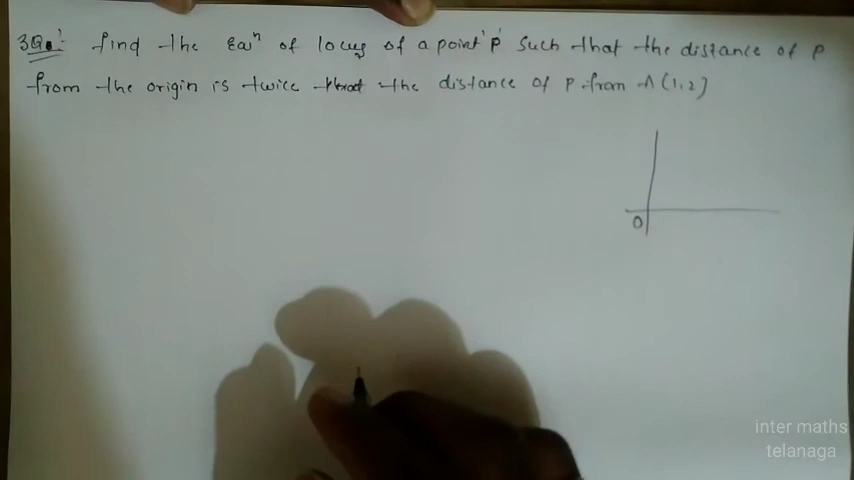 3Q: find the Eqⁿ of locus of a point 'P' such that the distance of P
from the origin is twice the distance of P from A(1,2)
O
inter maths
telanaga